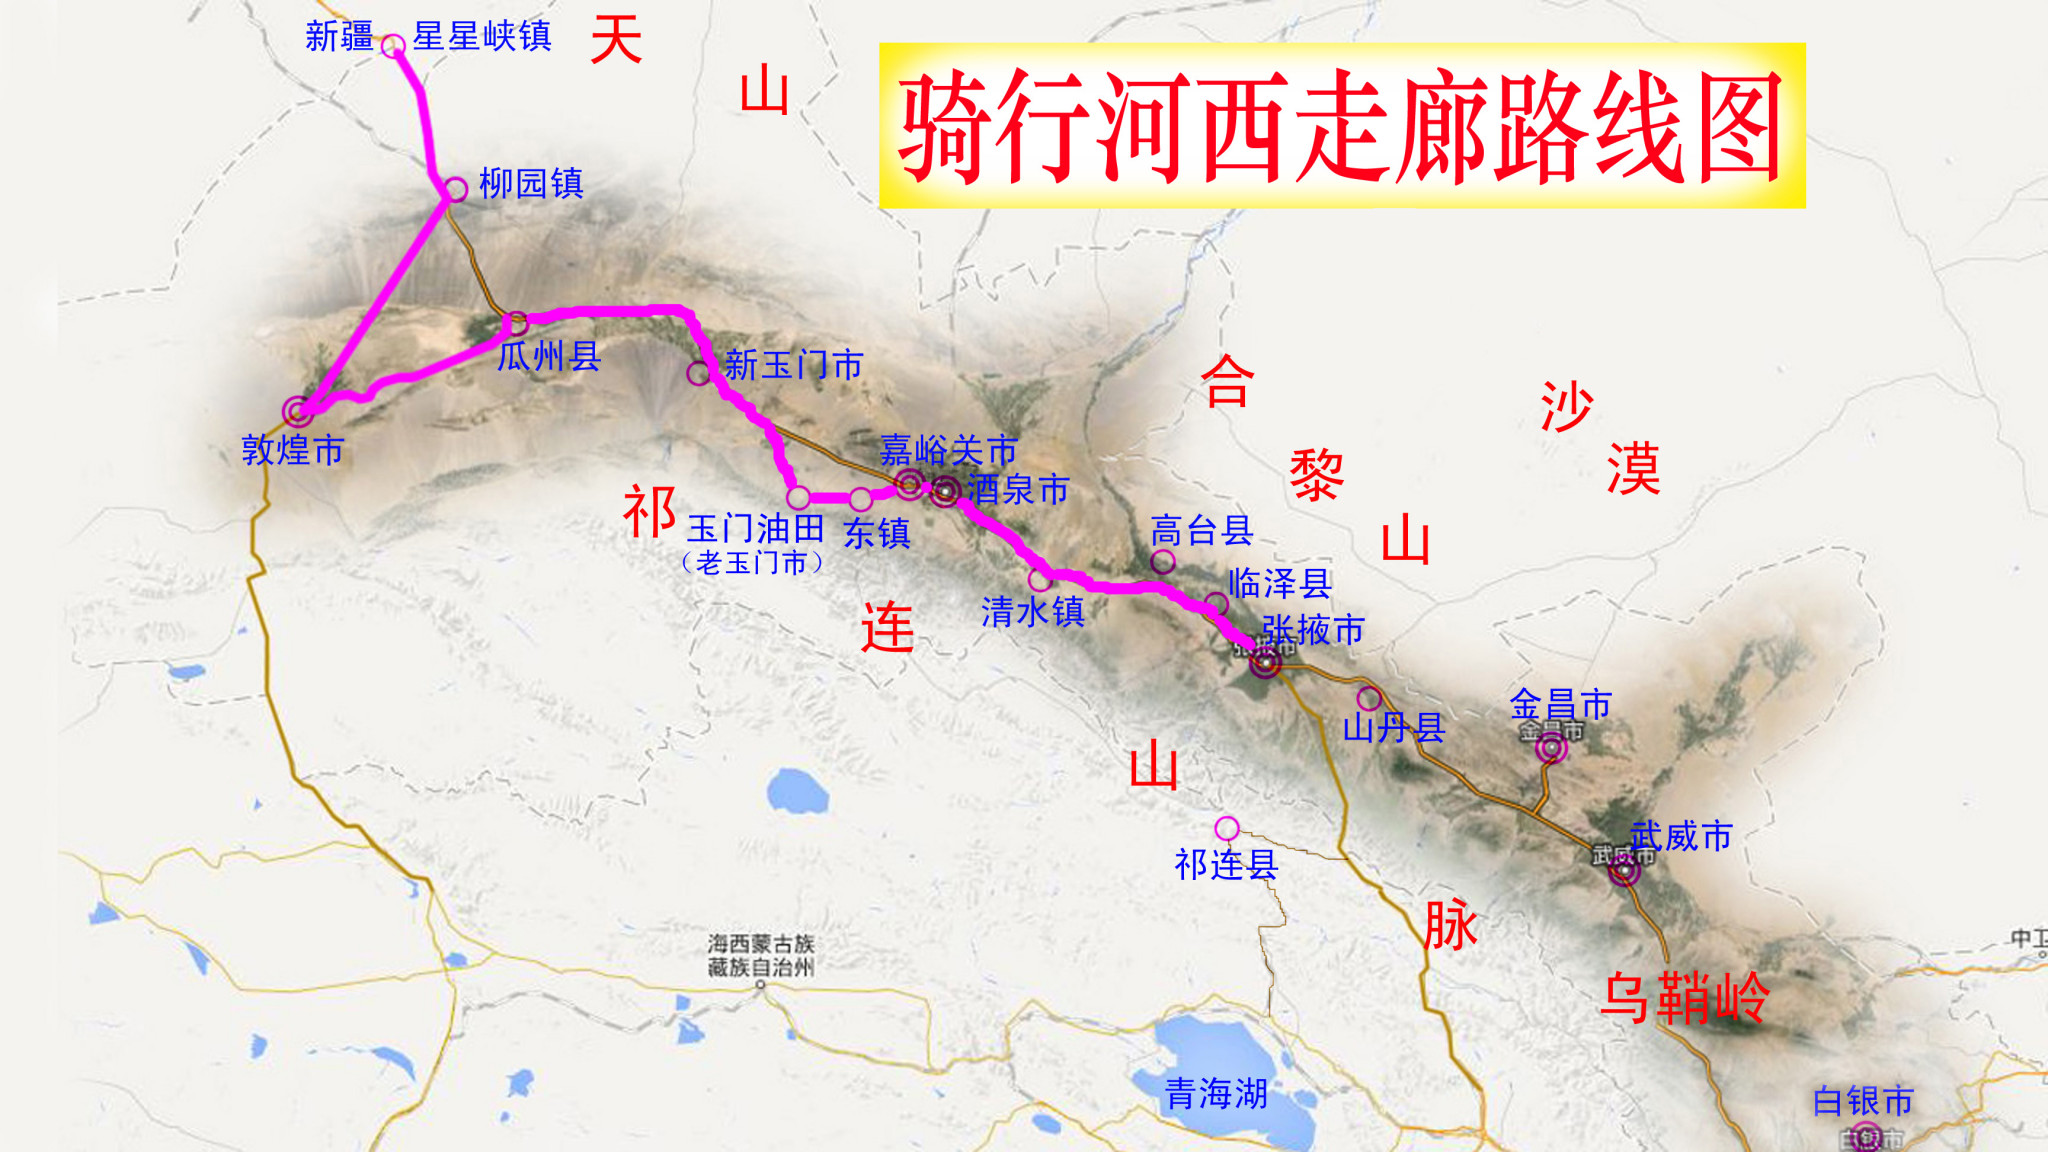 新疆
星星峡镇
天
山
骑行河西走廊路线图
柳园镇
瓜州县
新玉门市
敦煌市
嘉峪关市
酒泉市
合
黎
山
沙
漠
祁
连
山
脉
玉门油田
（老玉门市）
东镇
高台县
临泽县
清水镇
张掖市
张掖市
山丹县
金昌市
金昌市
祁连县
武威市
武威市
海西蒙古族
藏族自治州
中卫
乌鞘岭
青海湖
白银市
白银市